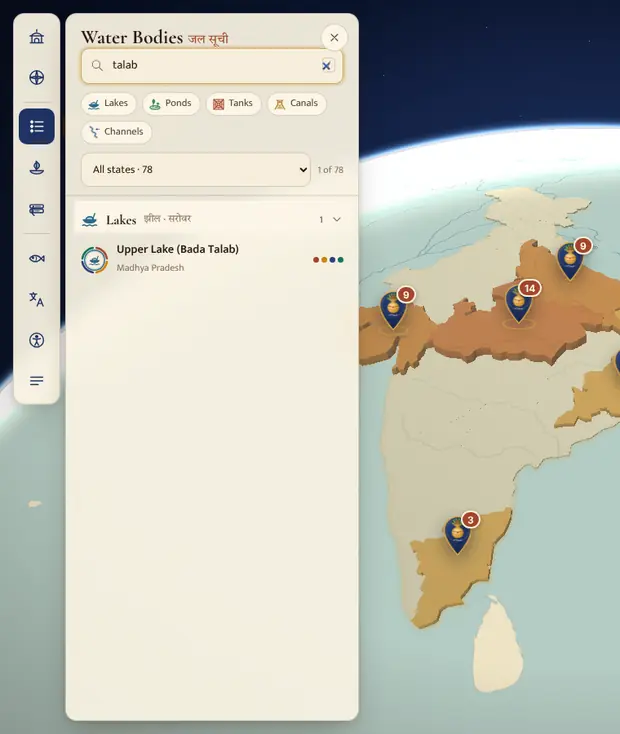 Water Bodies जल सूची
talab
Lakes Ponds Tanks Canals
Channels
All states · 78 1 of 78
Lakes झील · सरोवर 1
Upper Lake (Bada Talab)
Madhya Pradesh
9
9
14
3